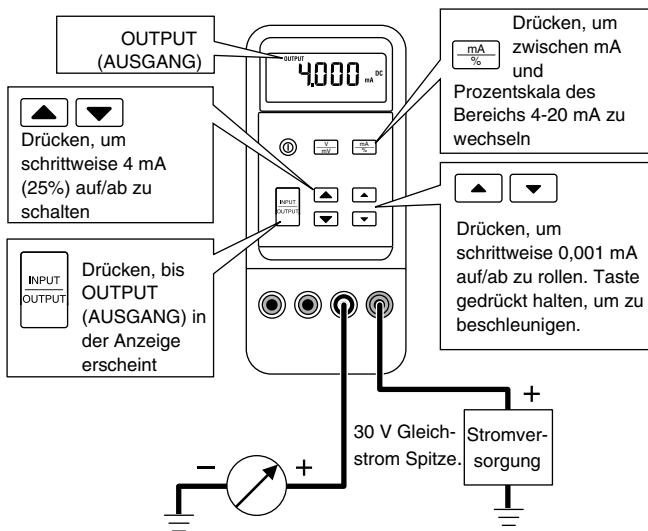 OUTPUT
(AUSGANG)
OUTPUT
4.000 mA DC
Drücken, um
mA
%
zwischen mA
und
Prozentskala des
Bereichs 4-20 mA zu
wechseln
Drücken, um
schrittweise 4 mA
(25%) auf/ab zu
schalten
V
mV
mA
%
INPUT
OUTPUT
Drücken, um
schrittweise 0,001 mA
auf/ab zu rollen. Taste
gedrückt halten, um zu
beschleunigen.
INPUT
OUTPUT
Drücken, bis
OUTPUT
(AUSGANG) in
der Anzeige
erscheint
30 V Gleich-
strom Spitze.
+
Stromver-
sorgung
– +